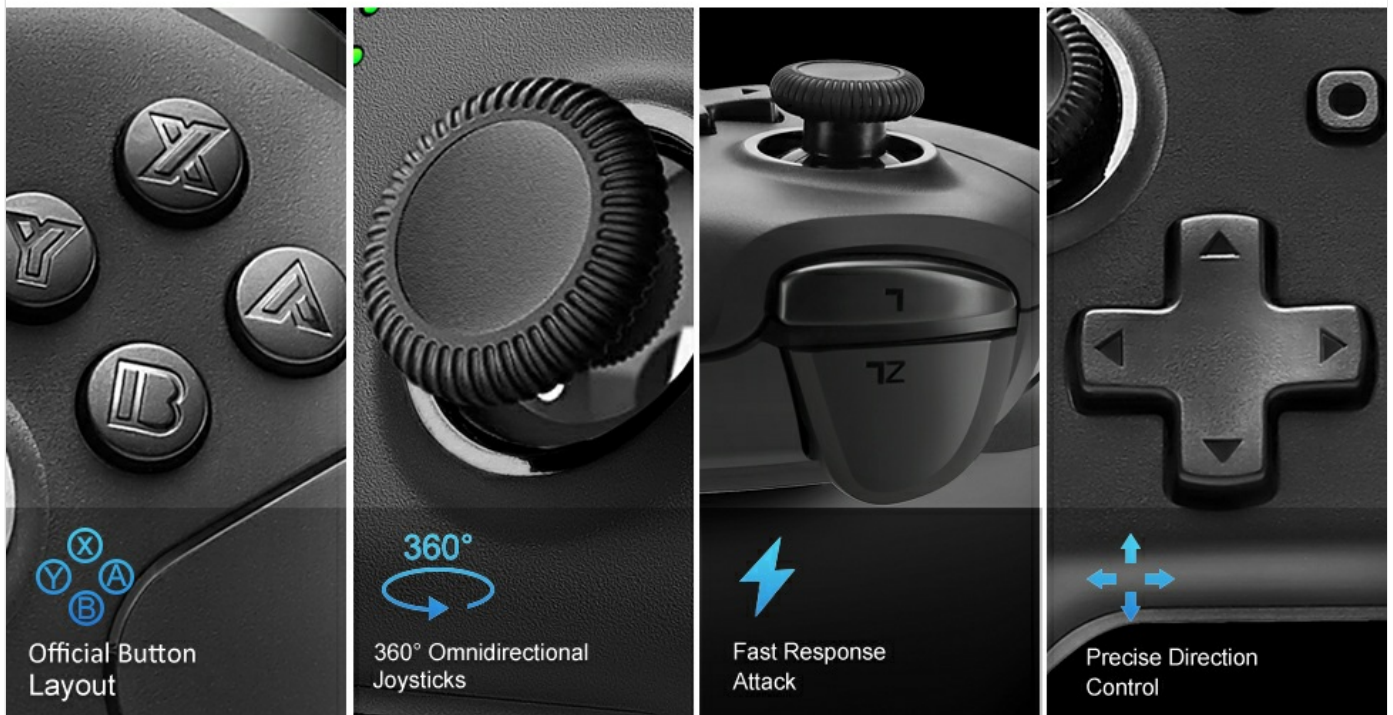 X
Y
A
B
L
ZL
X
Y A
B
Official Button
Layout
360°
360° Omnidirectional
Joysticks
Fast Response
Attack
Precise Direction
Control